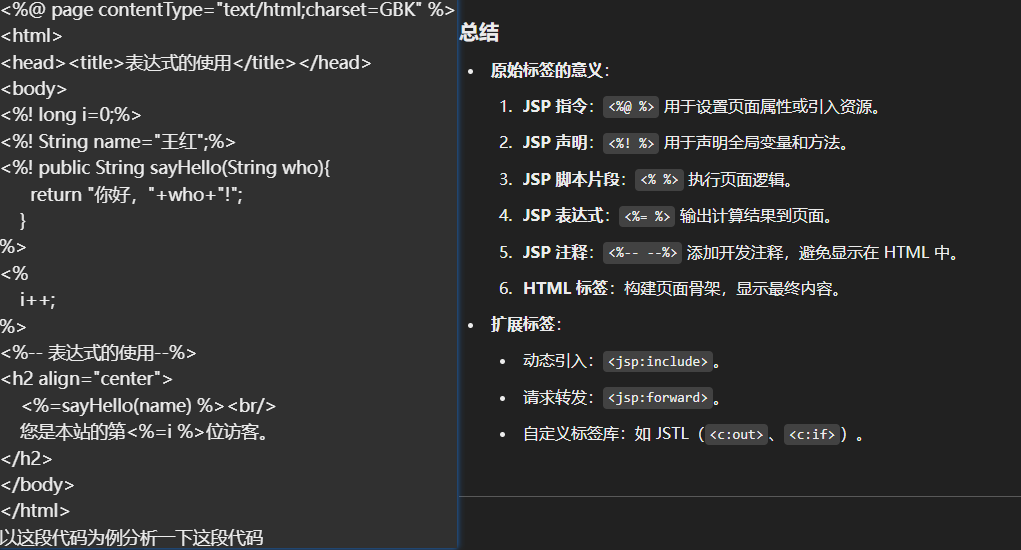 <%@ page contentType="text/html;charset=GBK" %>
<html>
<head><title>表达式的使用</title></head>
<body>
<%! long i=0;%>
<%! String name="王红";%>
<%! public String sayHello(String who){
return "你好，"+who+"!";
}
%>
<%
i++;
%>
<%-- 表达式的使用--%>
<h2 align="center">
<%=sayHello(name) %><br/>
您是本站的第<%=i %>位访客。
</h2>
</body>
</html>
以这段代码为例分析一下这段代码
总结
• 原始标签的意义：
1. JSP 指令： <%@ %> 用于设置页面属性或引入资源。
2. JSP 声明： <%! %> 用于声明全局变量和方法。
3. JSP 脚本片段： <% %> 执行页面逻辑。
4. JSP 表达式： <%= %> 输出计算结果到页面。
5. JSP 注释： <%-- --%> 添加开发注释，避免显示在 HTML 中。
6. HTML 标签：构建页面骨架，显示最终内容。
• 扩展标签：
• 动态引入： <jsp:include> 。
• 请求转发： <jsp:forward> 。
• 自定义标签库：如 JSTL（ <c:out> 、 <c:if> ）。